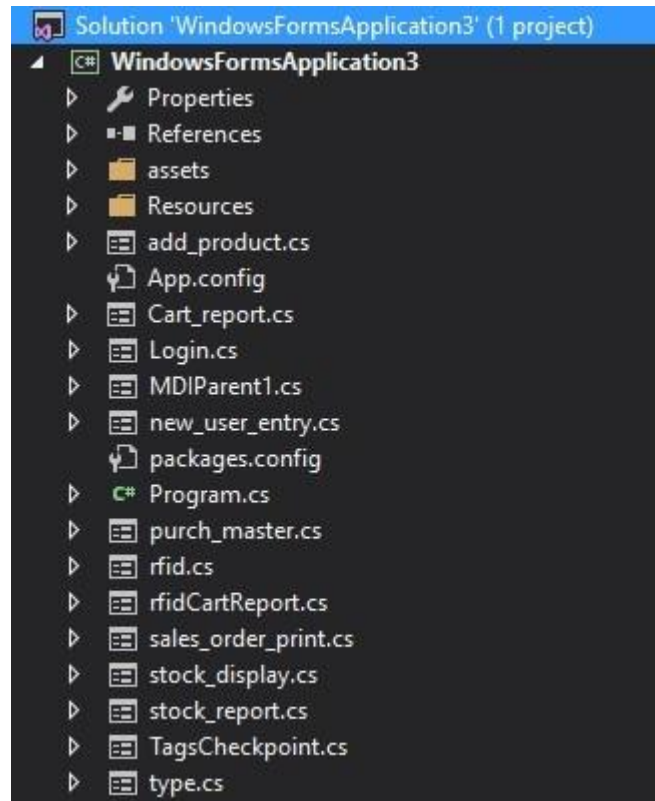 Solution 'WindowsFormsApplication3' (1 project)
C# WindowsFormsApplication3
Properties
References
assets
Resources
add_product.cs
App.config
Cart_report.cs
Login.cs
MDIParent1.cs
new_user_entry.cs
packages.config
C# Program.cs
purch_master.cs
rfid.cs
rfidCartReport.cs
sales_order_print.cs
stock_display.cs
stock_report.cs
TagsCheckpoint.cs
type.cs